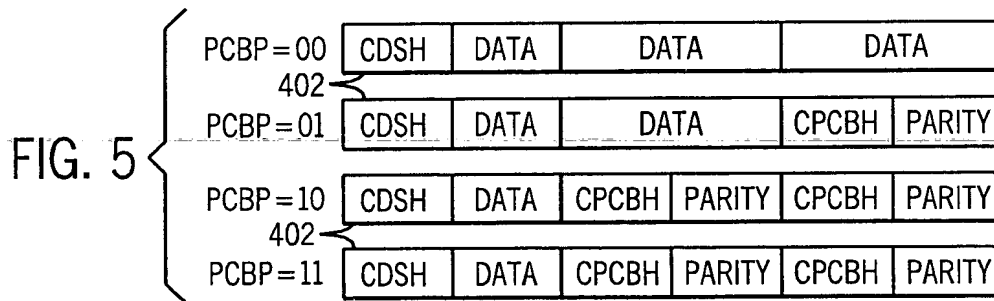 PCBP=00 CDSH DATA DATA DATA
402
PCBP=01 CDSH DATA DATA CPCBH PARITY
FIG. 5
PCBP=10 CDSH DATA CPCBH PARITY CPCBH PARITY
402
PCBP=11 CDSH DATA CPCBH PARITY CPCBH PARITY